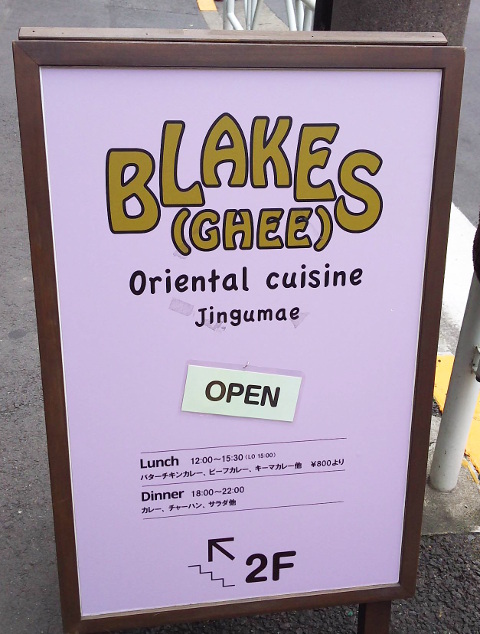 BLAKES
(GHEE)
Oriental cuisine
Jingumae
OPEN
Lunch 12:00～15:30 (LO 15:00)
バターチキンカレー、ビーフカレー、キーマカレー他 ¥800より
Dinner 18:00～22:00
カレー、チャーハン、サラダ他
2F